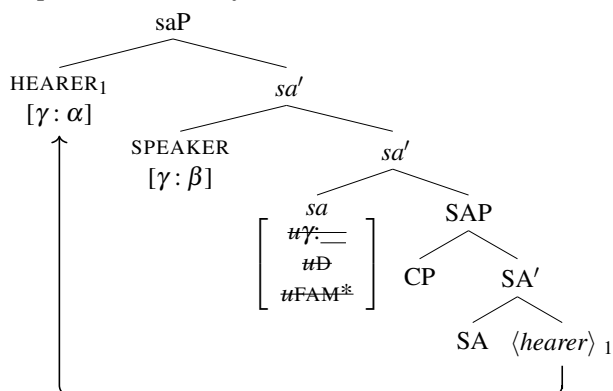 saP
HEARER₁ sa′
[γ : α]
SPEAKER sa′
[γ : β]
sa SAP
uγ:__
uD
uFAM*
CP SA′
SA ⟨hearer⟩ ₁